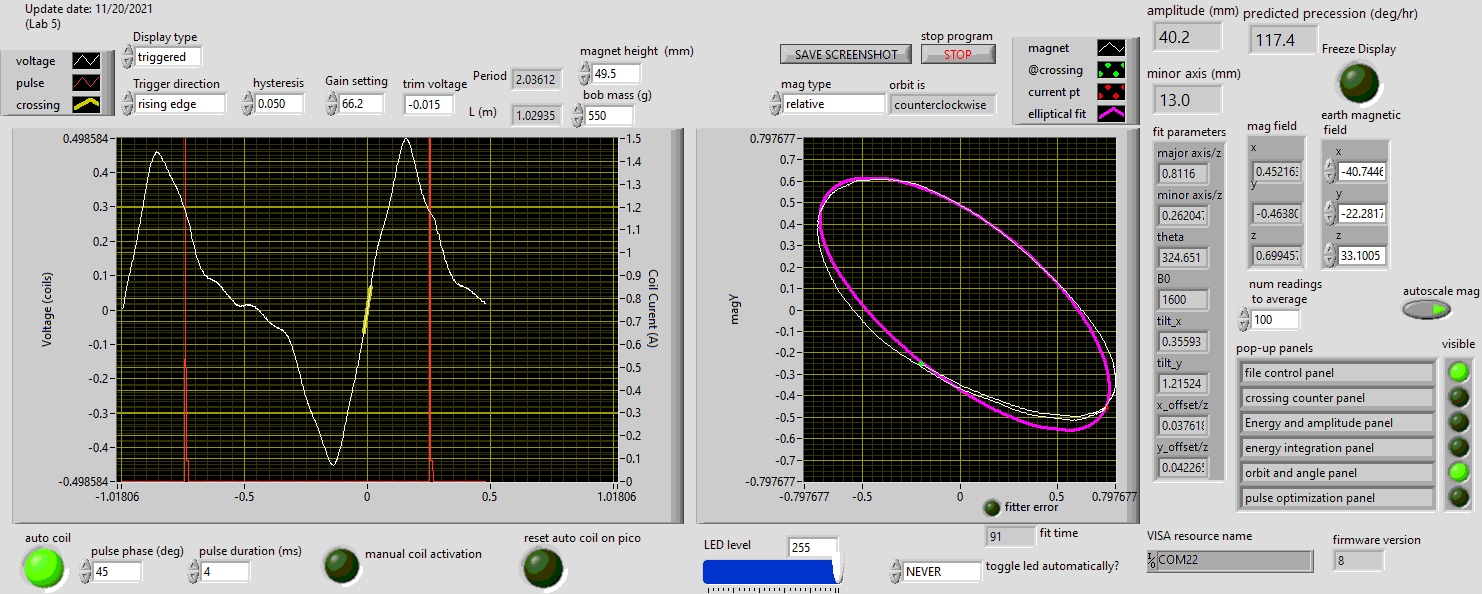 Update date: 11/20/2021
(Lab 5)
voltage
pulse
crossing
Display type
triggered
Trigger direction
rising edge
hysteresis
0.050
Gain setting
66.2
trim voltage
-0.015
Period
2.03612
L (m)
1.02935
magnet height (mm)
49.5
bob mass (g)
550
SAVE SCREENSHOT
stop program
STOP
mag type
relative
orbit is
counterclockwise
magnet
@crossing
current pt
elliptical fit
amplitude (mm)
40.2
predicted precession (deg/hr)
117.4
minor axis (mm)
13.0
Freeze Display
Voltage (coils)
0.498584
0.4
0.3
0.2
0.1
0
-0.1
-0.2
-0.3
-0.4
-0.498584
-1.01806
-0.5
0
0.5
1.01806
1.5
1.4
1.3
1.2
1.1
1
0.9
0.8
0.7
0.6
0.5
0.4
0.3
0.2
0.1
0
Coil Curent (A)
magy
0.797677
0.7
0.6
0.5
0.4
0.3
0.2
0.1
0
-0.1
-0.2
-0.3
-0.4
-0.5
-0.6
-0.7
-0.797677
-0.797677
-0.5
0
0.5
0.797677
fitter error
fit parameters
major axis/z
0.8116
minor axis/z
0.262047
theta
324.651
B0
1600
tilt_x
0.35593
tilt_y
1.21524
x_offset/z
0.037618
y_offset/z
mag field
x
y
z
earth magnetic
field
x
-40.7446
y
-22.2817
z
33.1005
num readings
to average
100
autoscale mag
pop-up panels
visible
file control panel
crossing counter panel
Energy and amplitude panel
energy integration panel
orbit and angle panel
pulse optimization panel
auto coil
pulse phase (deg)
45
pulse duration (ms)
4
manual coil activation
reset auto coil on pico
LED level
255
91
fit time
NEVER
toggle led automatically?
VISA resource name
COM22
firmware version
8